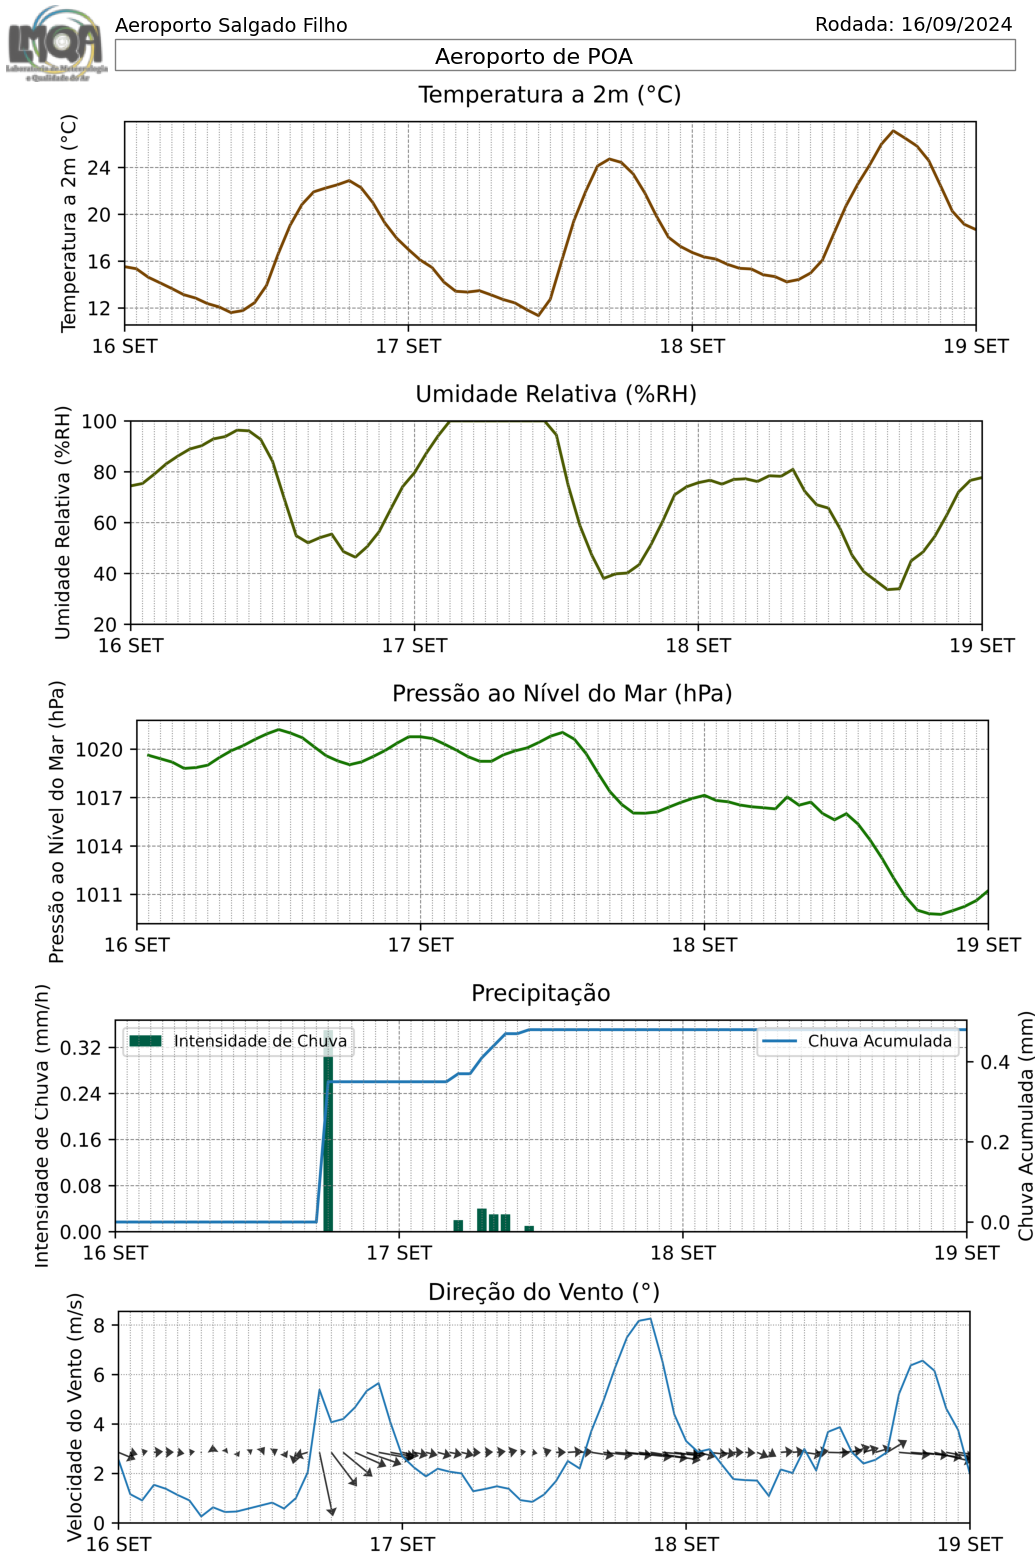 LMQA
Laboratório de Meteorologia
e Qualidade do Ar
Aeroporto Salgado Filho
Rodada: 16/09/2024
Aeroporto de POA
Temperatura a 2m (°C)
Temperatura a 2m (°C)
24
20
16
12
16 SET
17 SET
18 SET
19 SET
Umidade Relativa (%RH)
Umidade Relativa (%RH)
100
80
60
40
20
16 SET
17 SET
18 SET
19 SET
Pressão ao Nível do Mar (hPa)
Pressão ao Nível do Mar (hPa)
1020
1017
1014
1011
16 SET
17 SET
18 SET
19 SET
Precipitação
Intensidade de Chuva (mm/h)
0.32
0.24
0.16
0.08
0.00
Intensidade de Chuva
Chuva Acumulada
0.4
0.2
0.0
Chuva Acumulada (mm)
16 SET
17 SET
18 SET
19 SET
Direção do Vento (°)
Velocidade do Vento (m/s)
8
6
4
2
0
16 SET
17 SET
18 SET
19 SET